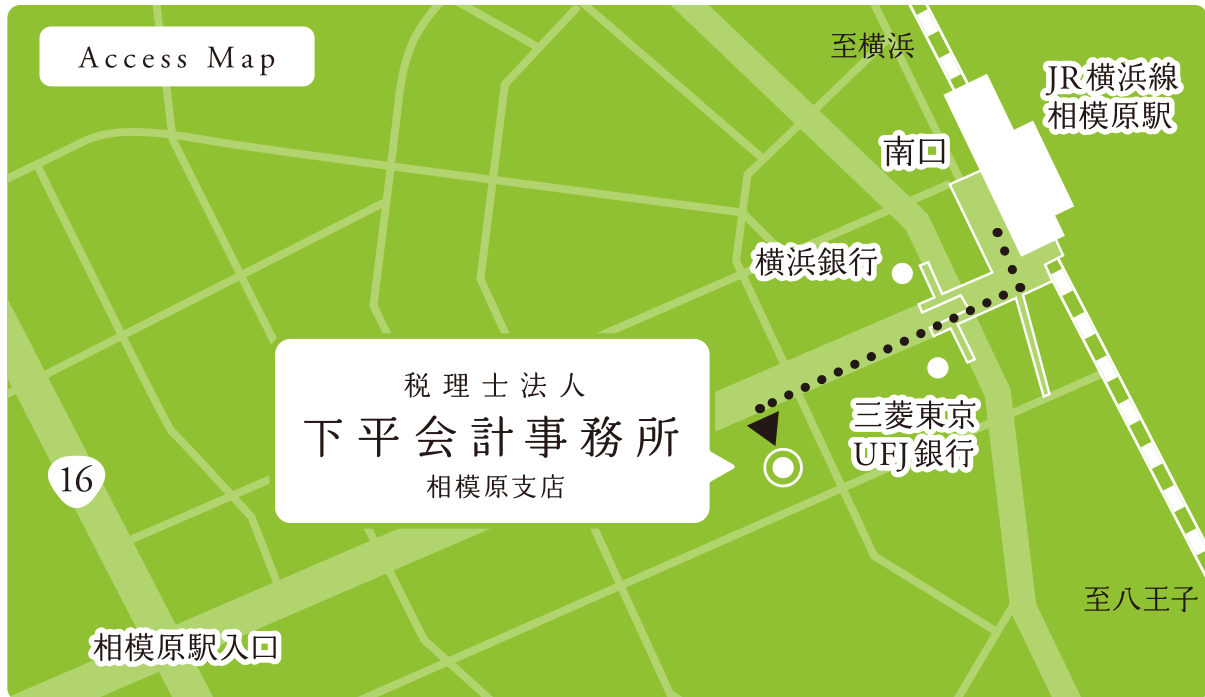 Access Map
至横浜
JR横浜線
相模原駅
南口
横浜銀行
税理士法人
下平会計事務所
相模原支店
三菱東京
UFJ銀行
16
至八王子
相模原駅入口